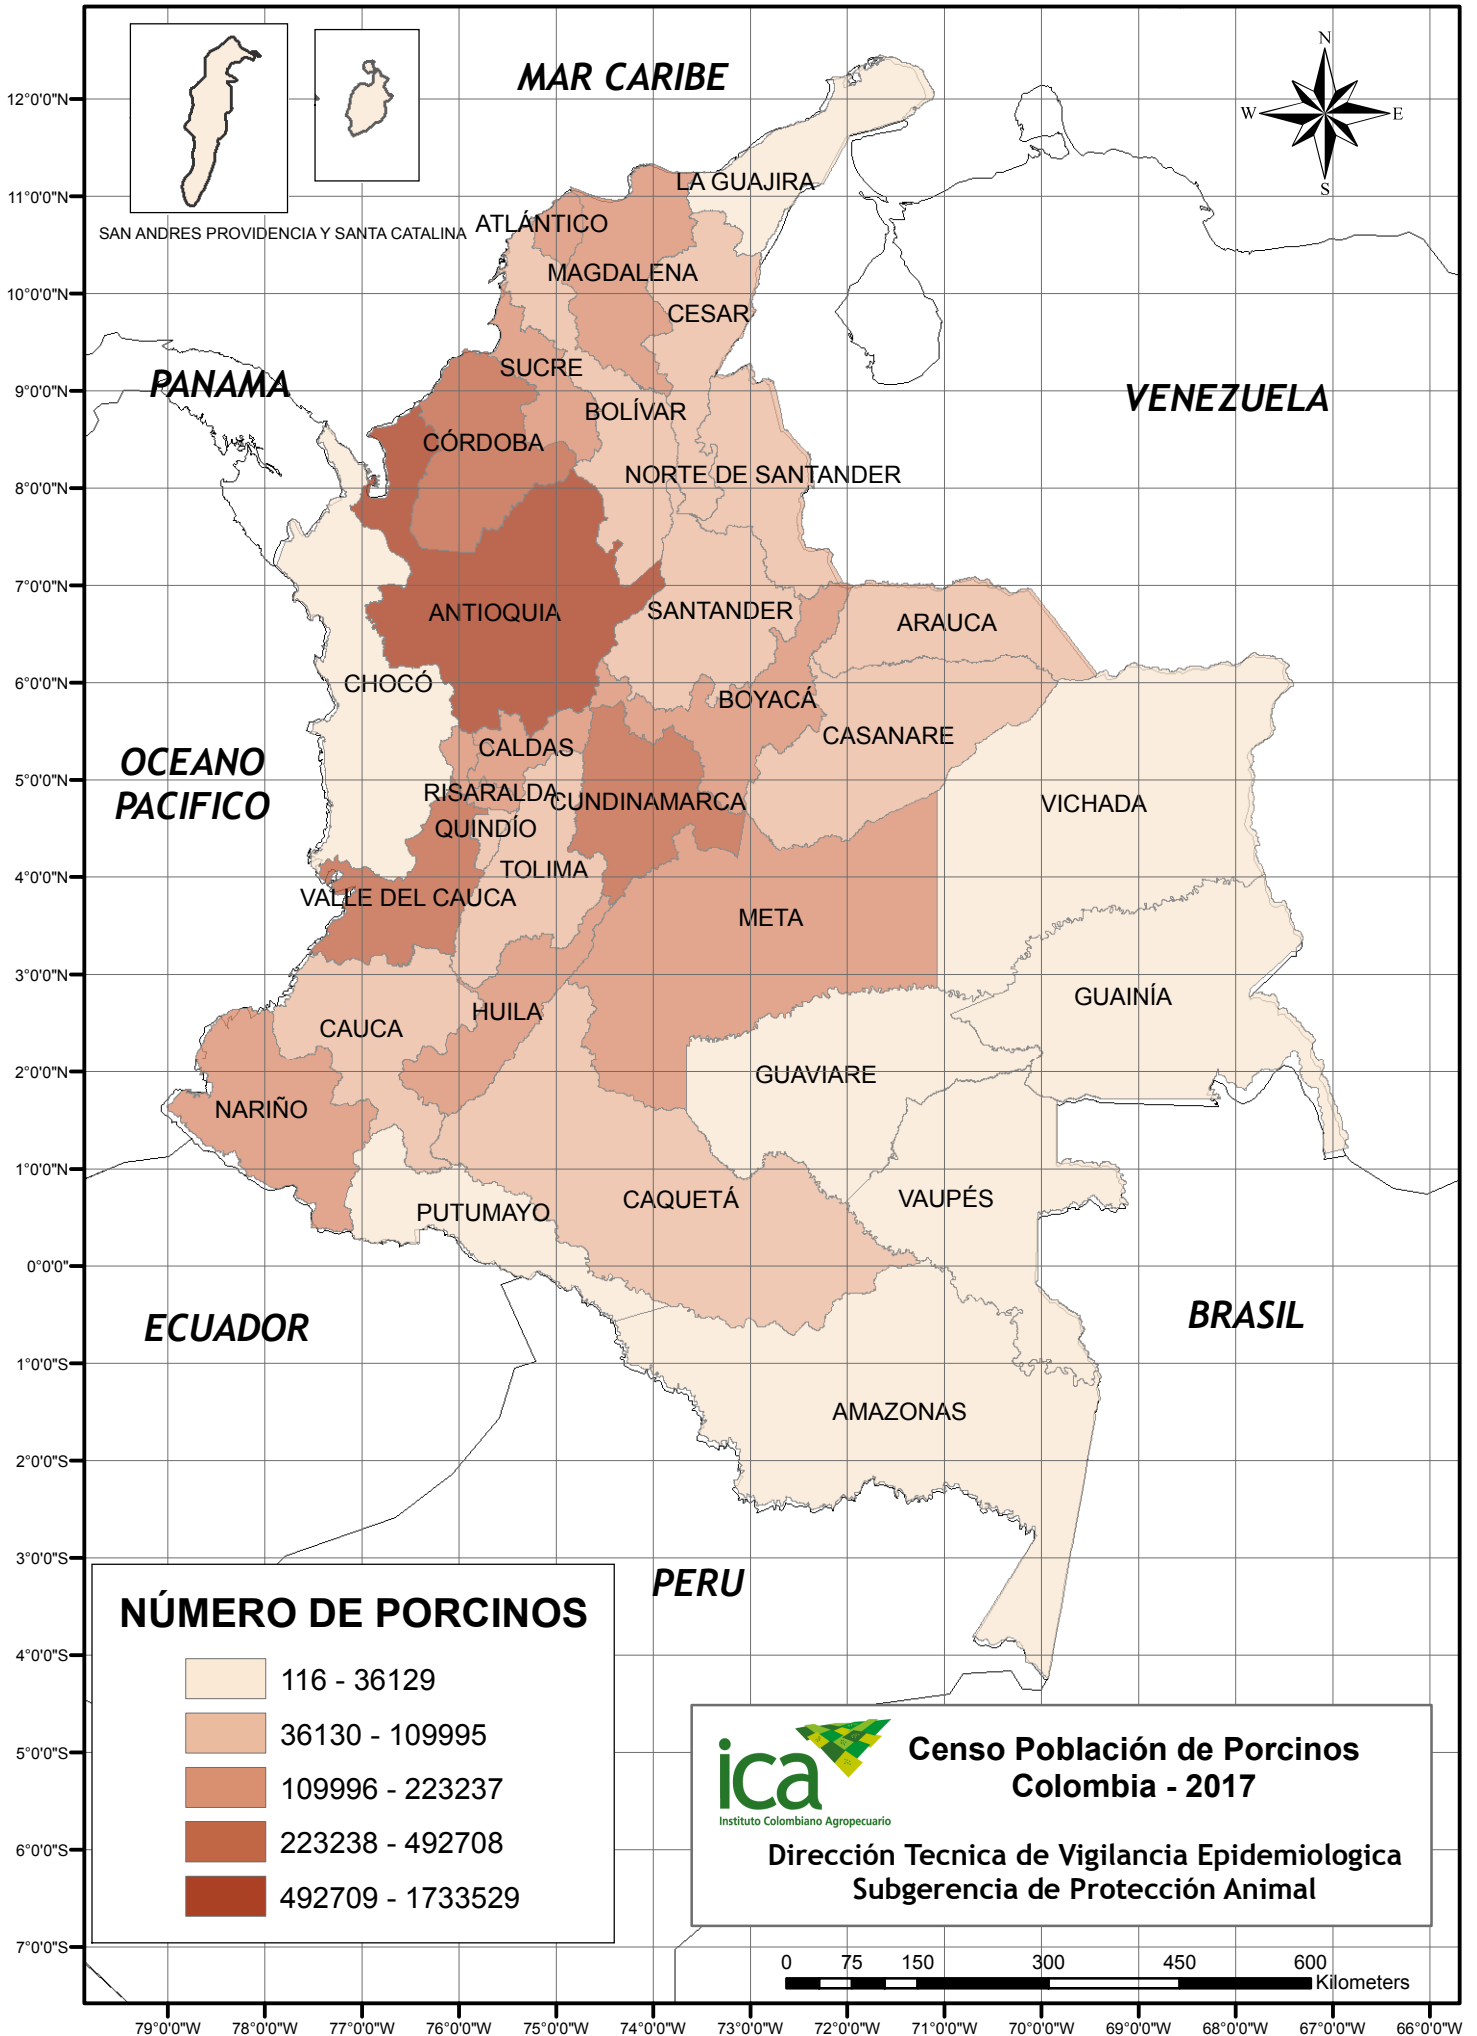 MAR CARIBE
N
W
E
S
SAN ANDRES PROVIDENCIA Y SANTA CATALINA
LA GUAJIRA
ATLÁNTICO
MAGDALENA
CESAR
SUCRE
PANAMA
VENEZUELA
BOLÍVAR
CÓRDOBA
NORTE DE SANTANDER
ANTIOQUIA
SANTANDER
ARAUCA
CHOCÓ
BOYACÁ
CASANARE
CALDAS
OCEANO
PACIFICO
RISARALDA
CUNDINAMARCA
VICHADA
QUINDÍO
TOLIMA
VALLE DEL CAUCA
META
GUAINÍA
HUILA
CAUCA
GUAVIARE
NARIÑO
CAQUETÁ
VAUPÉS
PUTUMAYO
ECUADOR
BRASIL
AMAZONAS
PERU
12°0'0"N
11°0'0"N
10°0'0"N
9°0'0"N
8°0'0"N
7°0'0"N
6°0'0"N
5°0'0"N
4°0'0"N
3°0'0"N
2°0'0"N
1°0'0"N
0°0'0"
1°0'0"S
2°0'0"S
3°0'0"S
4°0'0"S
5°0'0"S
6°0'0"S
7°0'0"S
NÚMERO DE PORCINOS
116 - 36129
36130 - 109995
109996 - 223237
223238 - 492708
492709 - 1733529
ica
Instituto Colombiano Agropecuario
Censo Población de Porcinos
Colombia - 2017
Dirección Tecnica de Vigilancia Epidemiologica
Subgerencia de Protección Animal
0 75 150 300 450 600
Kilometers
79°0'0"W 78°0'0"W 77°0'0"W 76°0'0"W 75°0'0"W 74°0'0"W 73°0'0"W 72°0'0"W 71°0'0"W 70°0'0"W 69°0'0"W 68°0'0"W 67°0'0"W 66°0'0"W